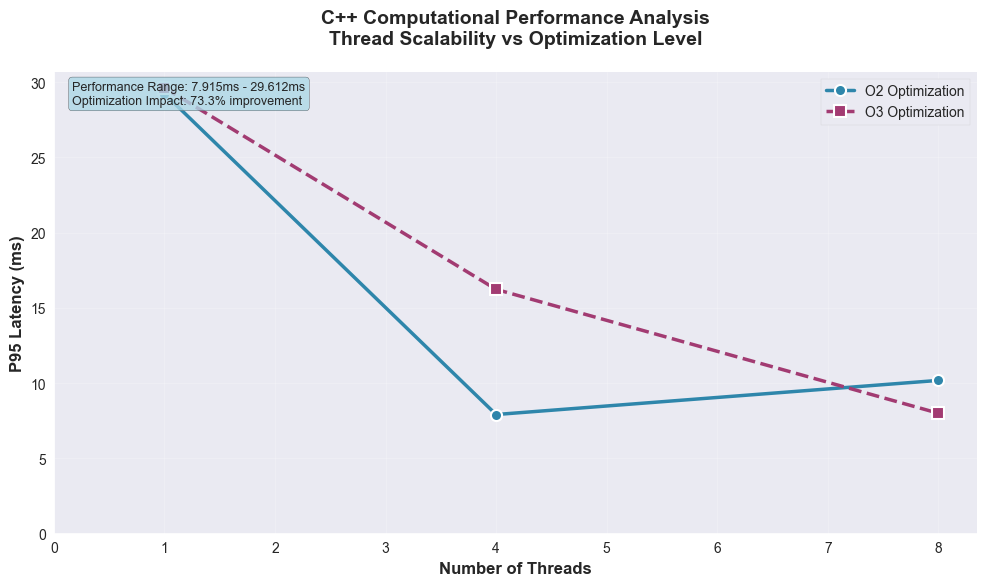 C++ Computational Performance Analysis
Thread Scalability vs Optimization Level
Performance Range: 7.915ms - 29.612ms
Optimization Impact: 73.3% improvement
O2 Optimization
O3 Optimization
P95 Latency (ms)
30
25
20
15
10
5
0
0 1 2 3 4 5 6 7 8
Number of Threads